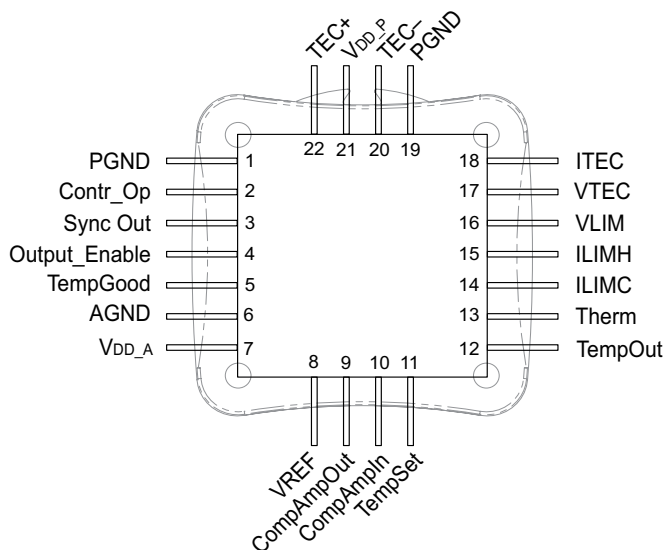 TEC+
VDD_P
TEC–
PGND
22
21
20
19
PGND 1
Contr_Op 2
Sync Out 3
Output_Enable 4
TempGood 5
AGND 6
VDD_A 7
18 ITEC
17 VTEC
16 VLIM
15 ILIMH
14 ILIMC
13 Therm
12 TempOut
8
9
10
11
VREF
CompAmpOut
CompAmpIn
TempSet